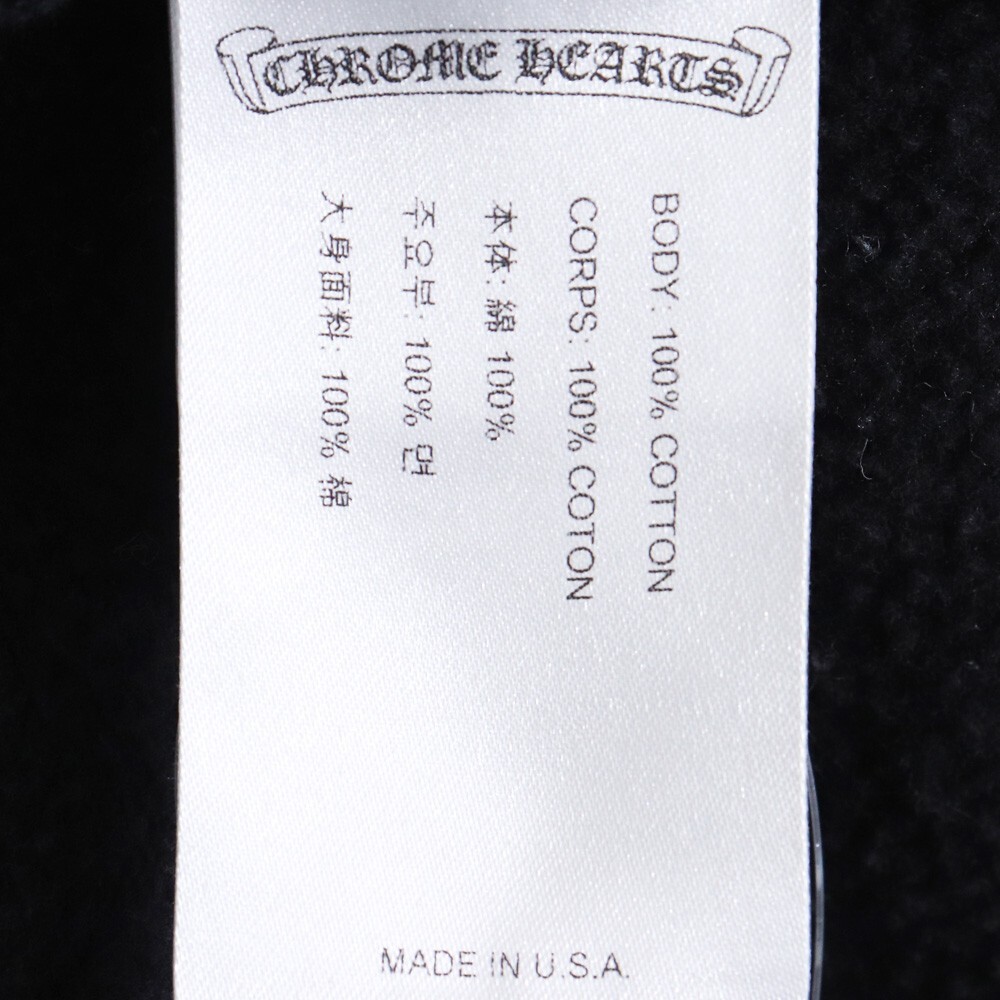 CHROME HEARTS
BODY: 100% COTTON
CORPS: 100% COTON
本体: 綿 100%
주요부: 100% 면
大身面料: 100% 棉
MADE IN U.S.A.